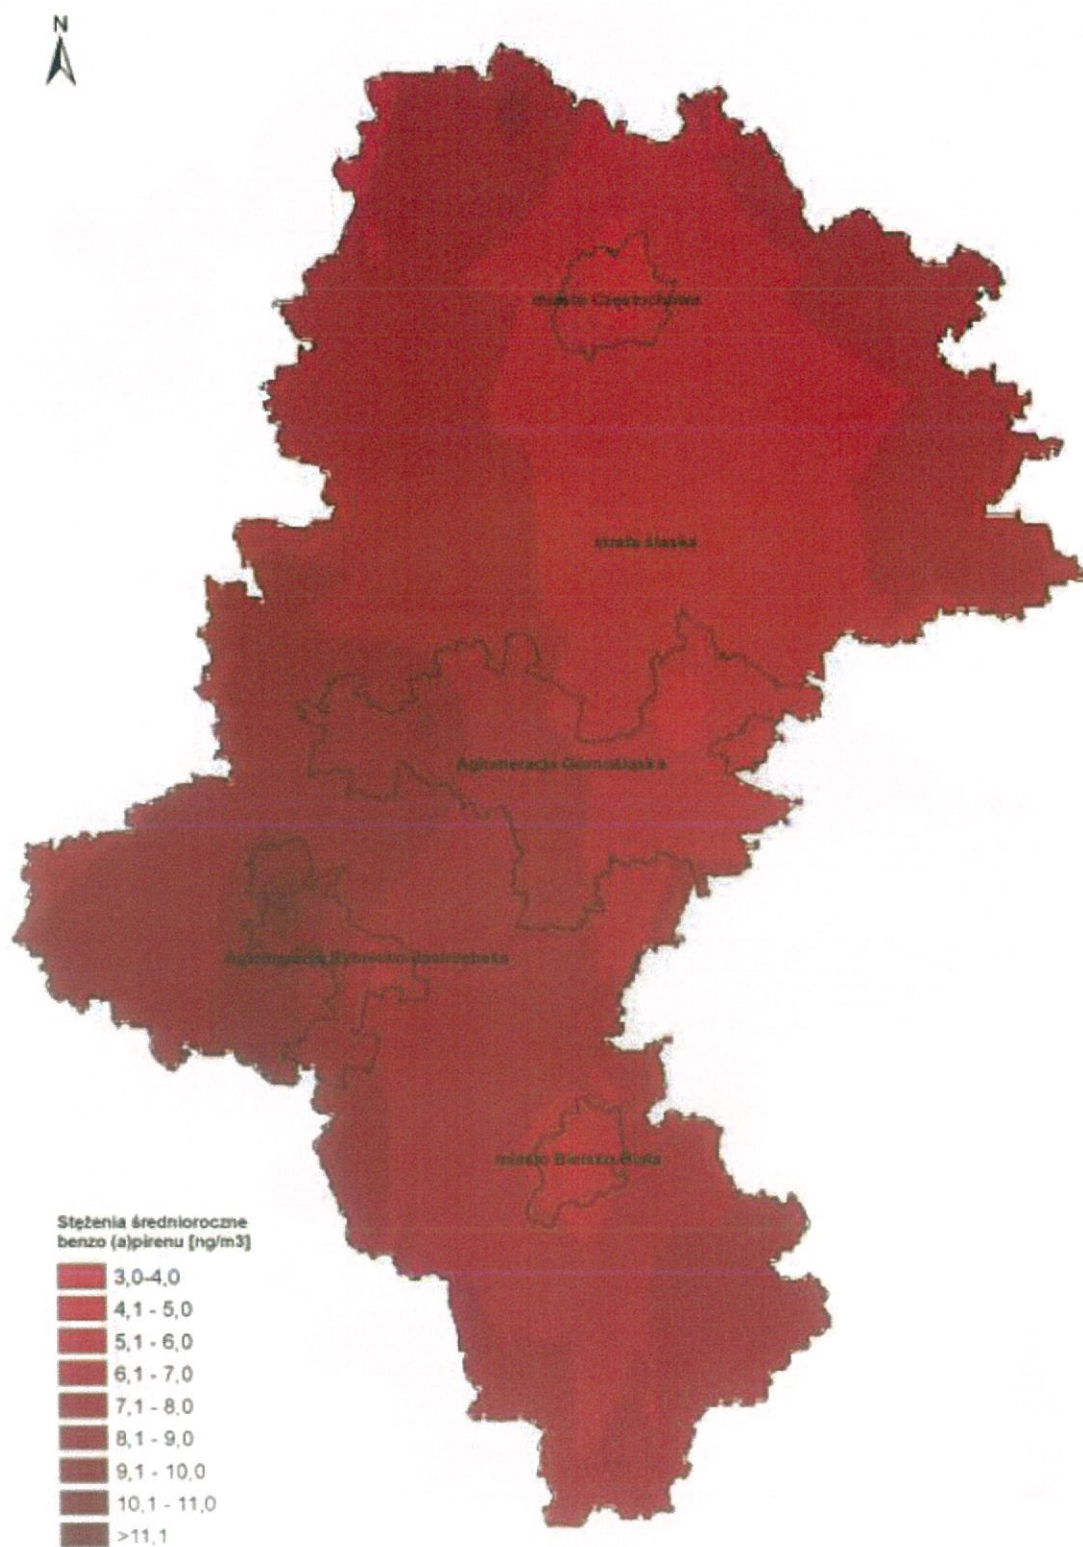 N
miasto Częstochowa
strefa śląska
Aglomeracja Górnośląska
Aglomeracja Rybnicko-Jastrzębska
miasto Bielsko-Biała
Stężenia średnioroczne
benzo (a)pirenu [ng/m3]
3,0-4,0
4,1 - 5,0
5,1 - 6,0
6,1 - 7,0
7,1 - 8,0
8,1 - 9,0
9,1 - 10,0
10,1 - 11,0
>11,1